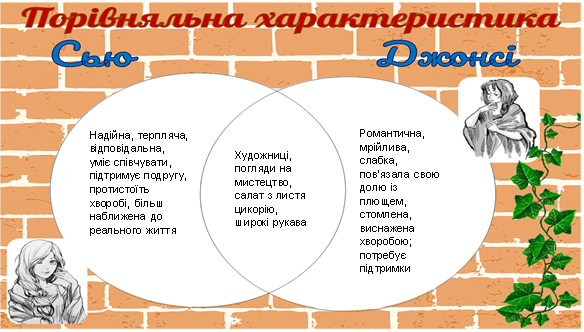 Порівняльна характеристика
Сью
Джонсі
Надійна, терпляча,
відповідальна,
уміє співчувати,
підтримує подругу,
протистоїть
хворобі, більш
наближена до
реального життя
Художниці,
погляди на
мистецтво,
салат з листя
цикорію,
широкі рукава
Романтична,
мрійлива,
слабка,
пов'язала свою
долю із
плющем,
стомлена,
виснажена
хворобою;
потребує
підтримки